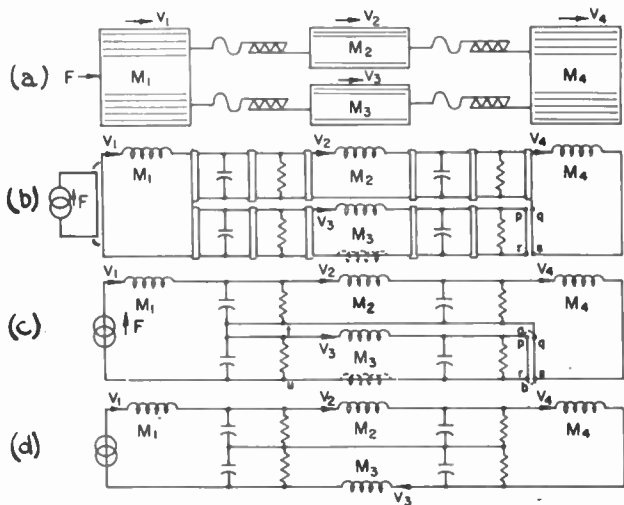 V1 V2 V4
(a) F M1 M2 M4
V3
M3
V1 V2 V4
M1 M2 M4
(b) F
V3 p q
M3 r s
V1 V2 V4
M1 M2 M4
(c) F
t a
V3 p q
M3 r s
u b
V1 V2 V4
M1 M2 M4
(d)
M3
V3